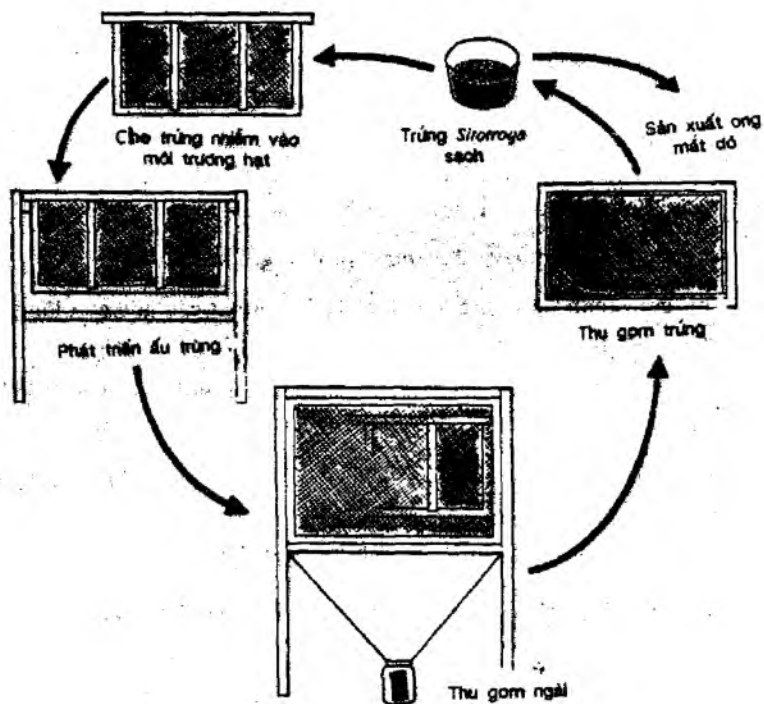 Cho trứng nhiễm vào
môi trường hạt
Trứng Sitotroga
sạch
Sản xuất ong
mắt đỏ
Phát triển ấu trùng
Thu gom trứng
Thu gom ngài